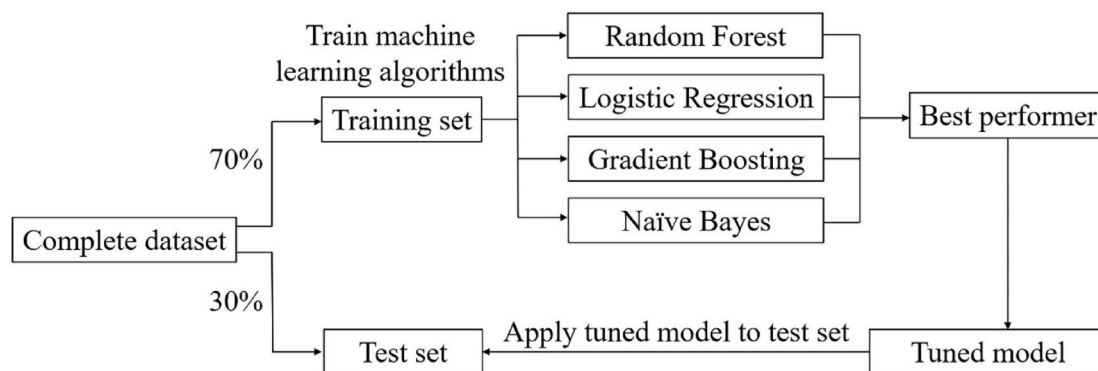 Train machine
learning algorithms
Random Forest
Logistic Regression
Training set
Best performer
Gradient Boosting
70%
Naïve Bayes
Complete dataset
30%
Apply tuned model to test set
Test set
Tuned model